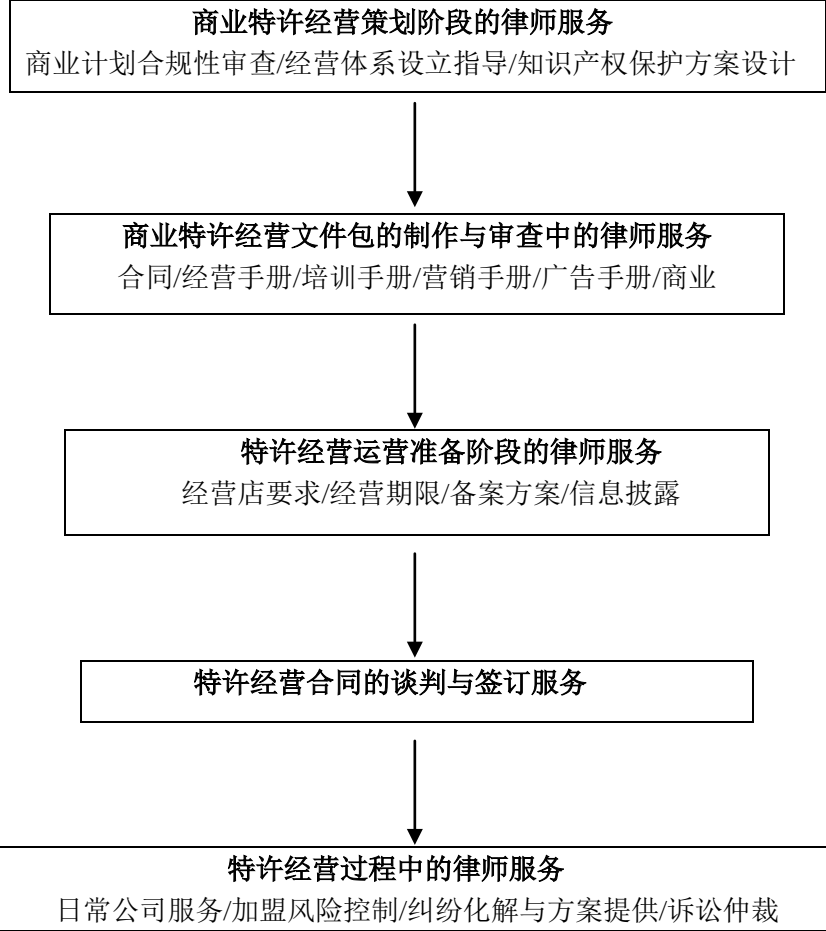 商业特许经营策划阶段的律师服务
商业计划合规性审查/经营体系设立指导/知识产权保护方案设计
商业特许经营文件包的制作与审查中的律师服务
合同/经营手册/培训手册/营销手册/广告手册/商业
特许经营运营准备阶段的律师服务
经营店要求/经营期限/备案方案/信息披露
特许经营合同的谈判与签订服务
特许经营过程中的律师服务
日常公司服务/加盟风险控制/纠纷化解与方案提供/诉讼仲裁